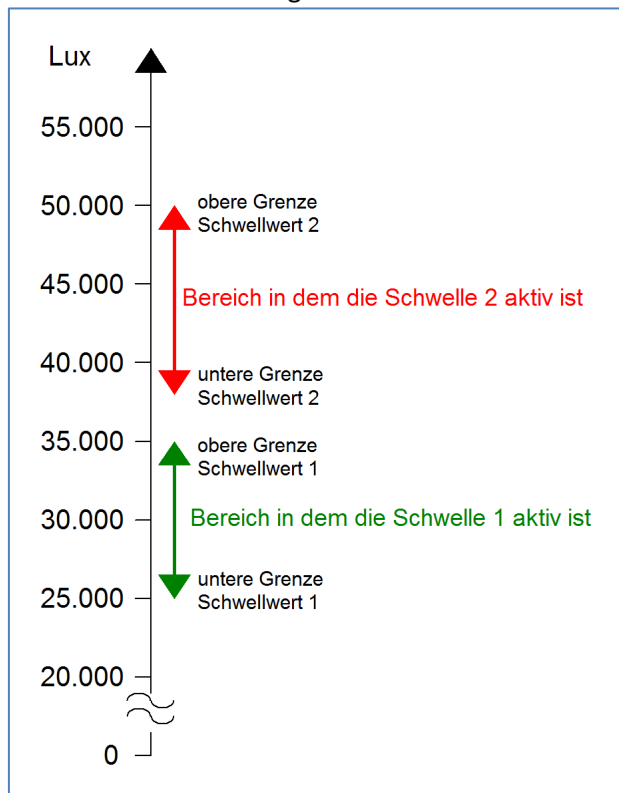 Lux
55.000
50.000
obere Grenze
Schwellwert 2
45.000
Bereich in dem die Schwelle 2 aktiv ist
40.000
untere Grenze
Schwellwert 2
35.000
obere Grenze
Schwellwert 1
30.000
Bereich in dem die Schwelle 1 aktiv ist
25.000
untere Grenze
Schwellwert 1
20.000
0